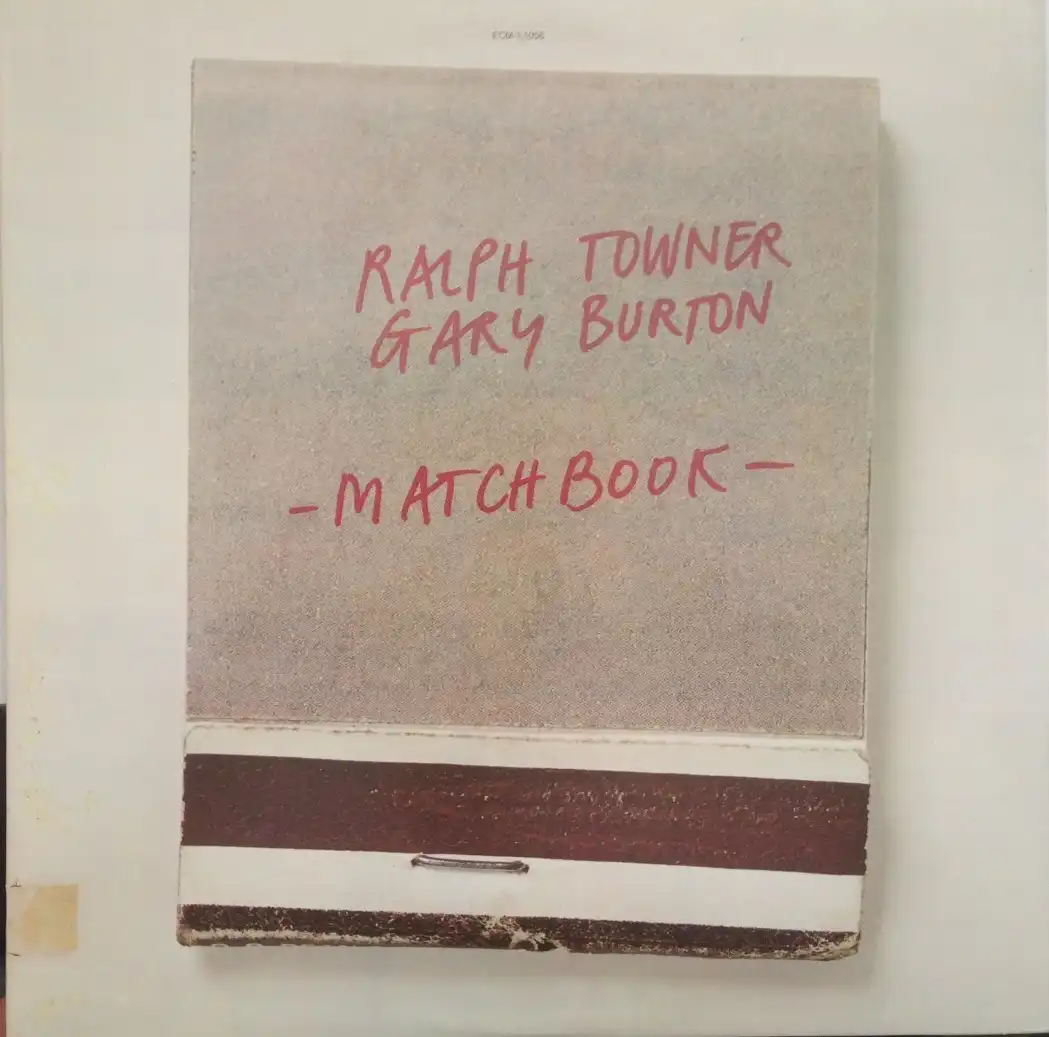 RALPH TOWNER
GARY BURTON
-MATCHBOOK-